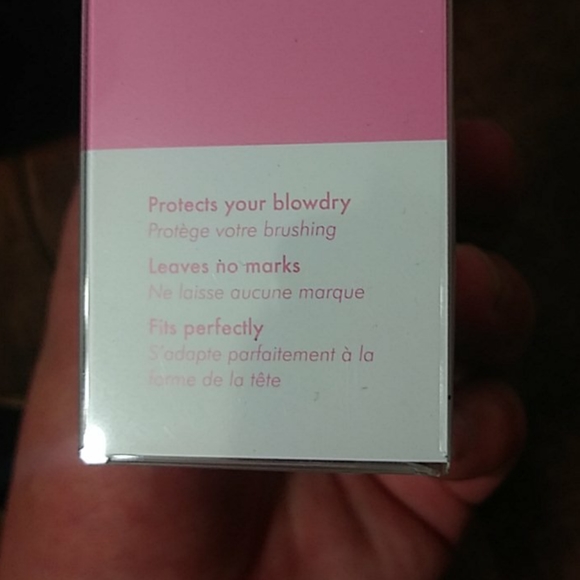 Protects your blowdry
Protège votre brushing
Leaves no marks
Ne laisse aucune marque
Fits perfectly
S'adapte parfaitement à la
forme de la tête